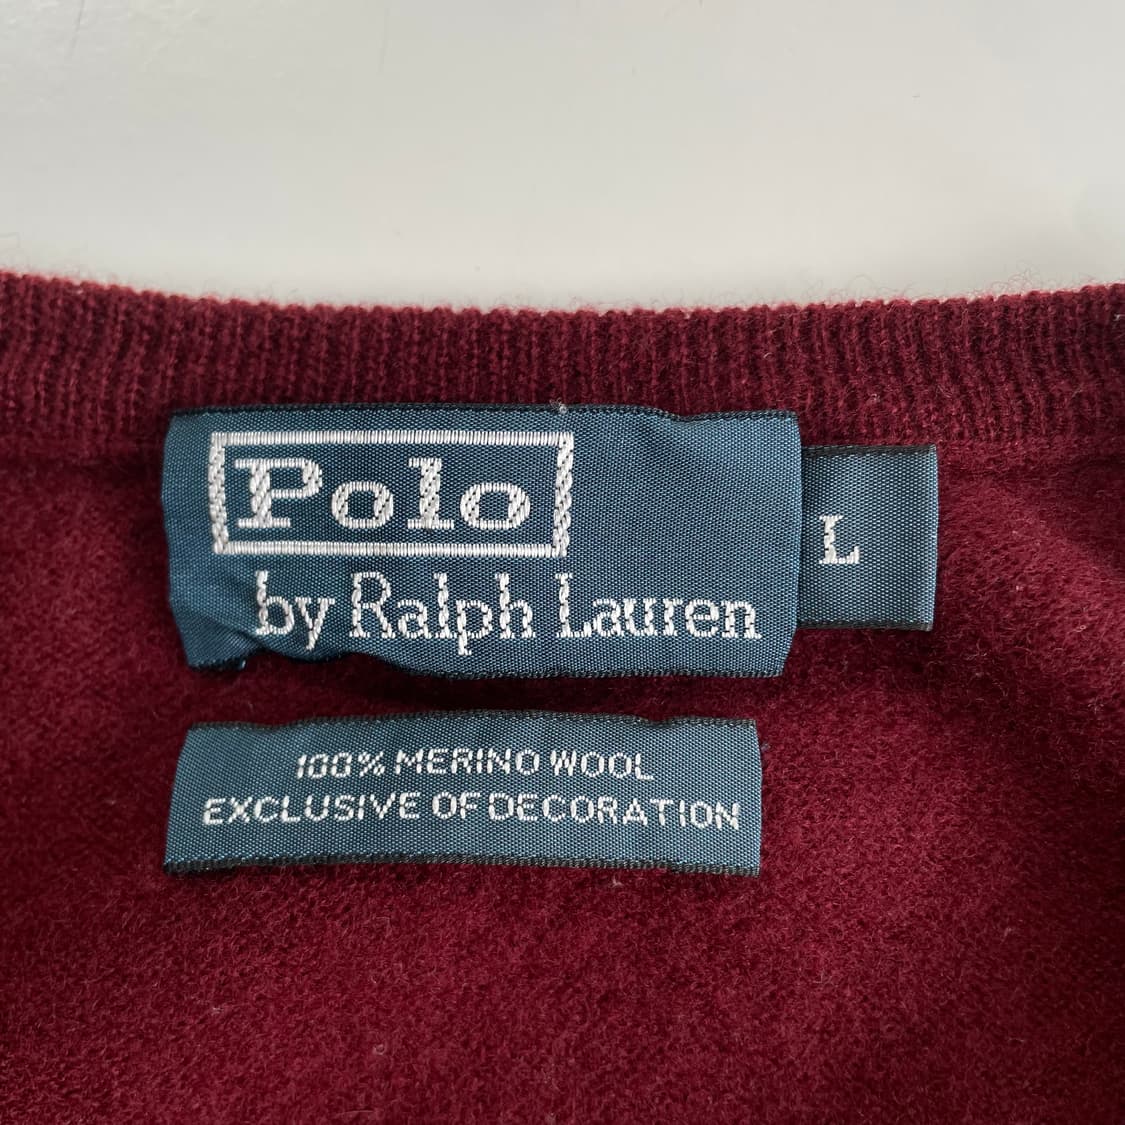 Polo
by Ralph Lauren
L
100% MERINO WOOL
EXCLUSIVE OF DECORATION